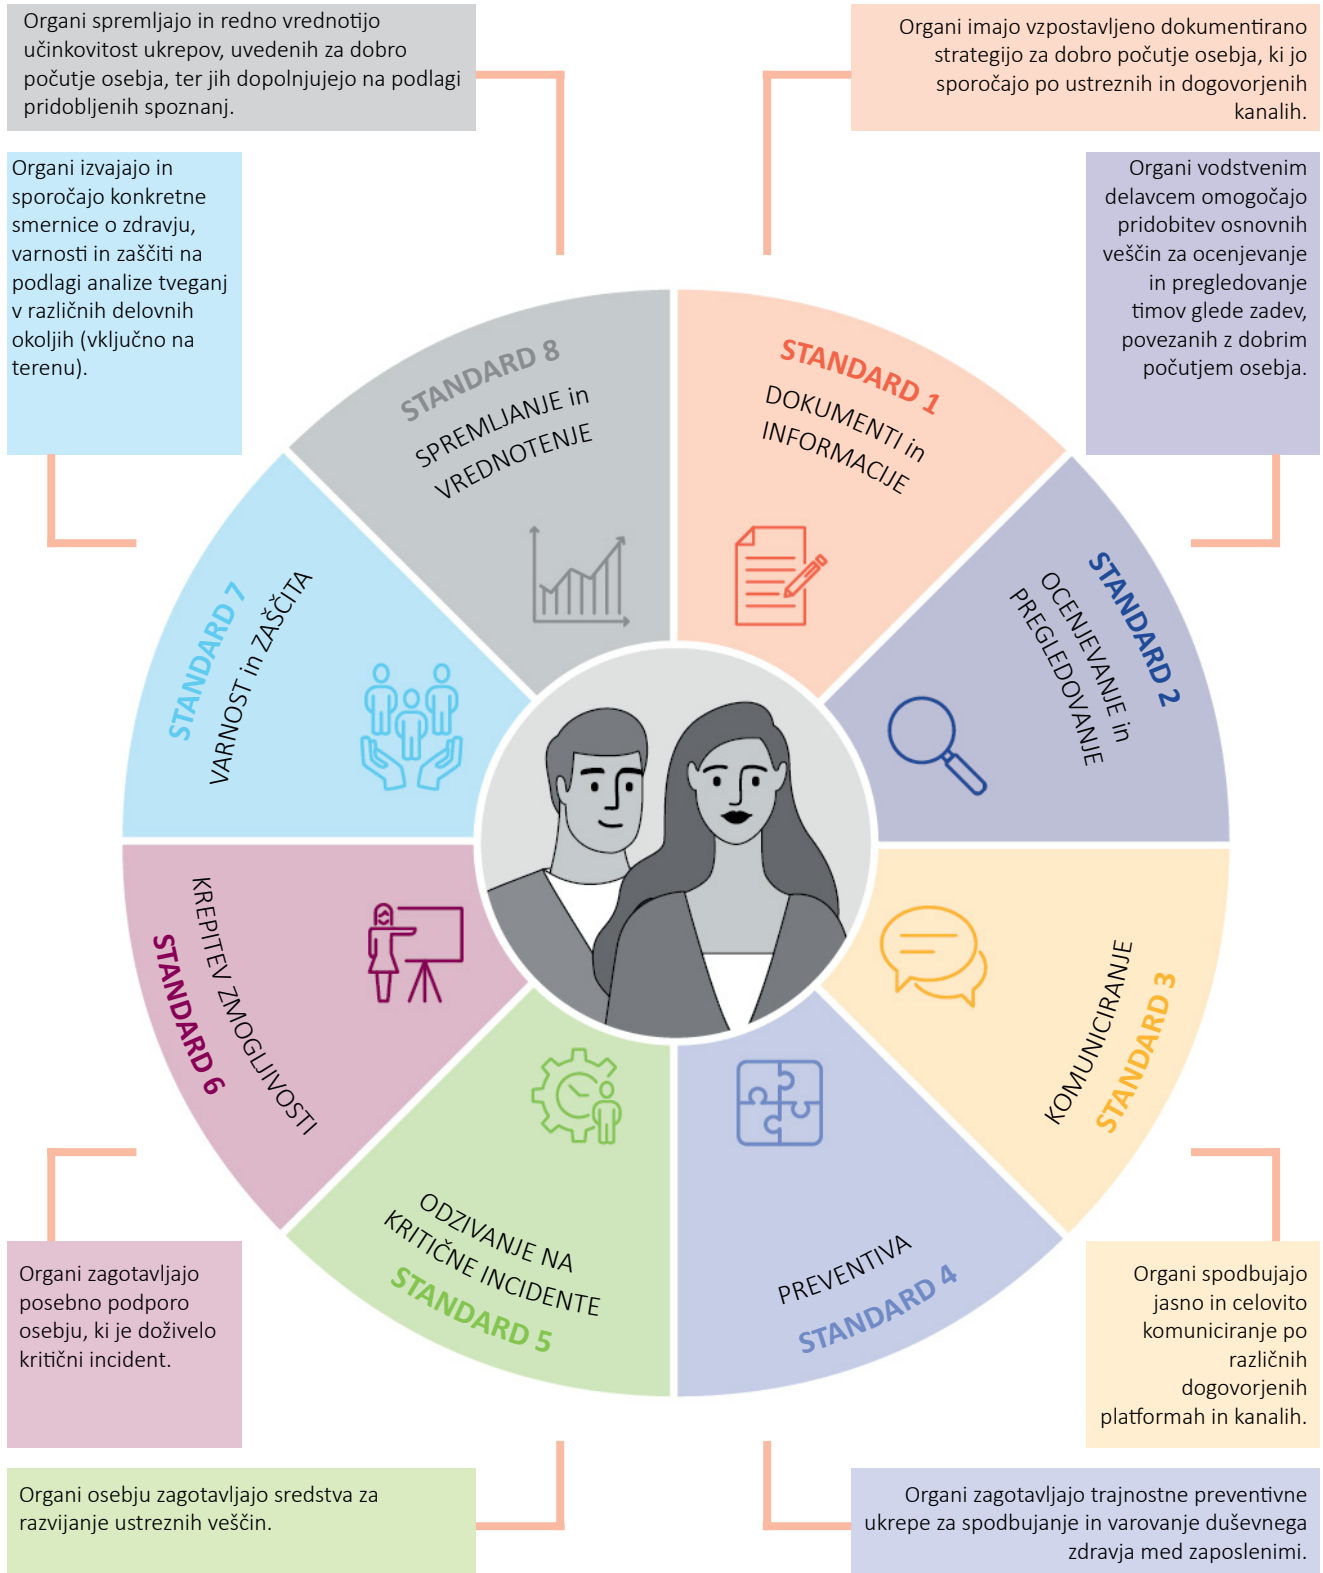 Organi spremljajo in redno vrednotijo
učinkovitost ukrepov, uvedenih za dobro
počutje osebja, ter jih dopolnjujejo na podlagi
pridobljenih spoznanj.
Organi imajo vzpostavljeno dokumentirano
strategijo za dobro počutje osebja, ki jo
sporočajo po ustreznih in dogovorjenih
kanalih.
Organi izvajajo in
sporočajo konkretne
smernice o zdravju,
varnosti in zaščiti na
podlagi analize tveganj
v različnih delovnih
okoljih (vključno na
terenu).
Organi vodstvenim
delavcem omogočajo
pridobitev osnovnih
veščin za ocenjevanje
in pregledovanje
timov glede zadev,
povezanih z dobrim
počutjem osebja.
STANDARD 8
SPREMLJANJE in
VREDNOTENJE
STANDARD 1
DOKUMENTI in
INFORMACIJE
STANDARD 7
VARNOST in ZAŠČITA
STANDARD 2
OCENJEVANJE in
PREGLEDOVANJE
KREPITEV ZMOGLJIVOSTI
STANDARD 6
KOMUNICIRANJE
STANDARD 3
ODZIVANJE NA
KRITIČNE INCIDENTE
STANDARD 5
PREVENTIVA
STANDARD 4
Organi zagotavljajo
posebno podporo
osebju, ki je doživelo
kritični incident.
Organi spodbujajo
jasno in celovito
komuniciranje po
različnih
dogovorjenih
platformah in kanalih.
Organi osebju zagotavljajo sredstva za
razvijanje ustreznih veščin.
Organi zagotavljajo trajnostne preventivne
ukrepe za spodbujanje in varovanje duševnega
zdravja med zaposlenimi.